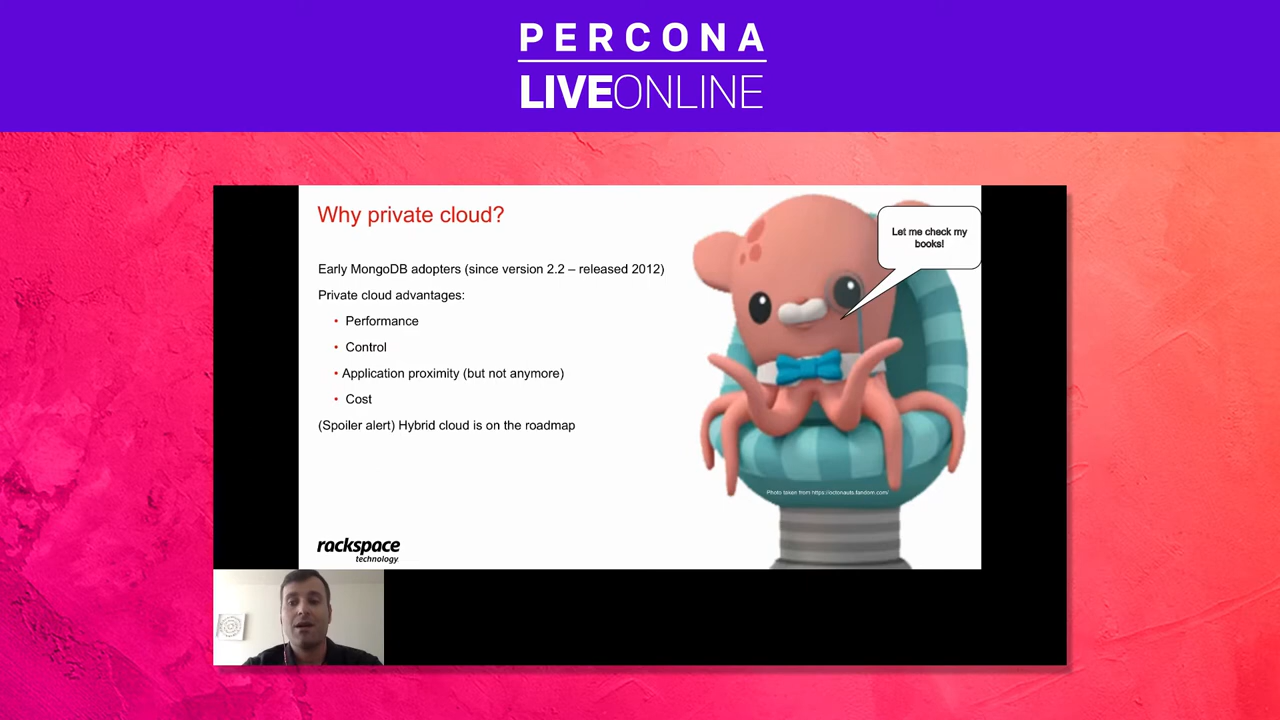 PERCONA
LIVEONLINE
Why private cloud?
Let me check my
books!
Early MongoDB adopters (since version 2.2 – released 2012)
Private cloud advantages:
• Performance
• Control
• Application proximity (but not anymore)
• Cost
(Spoiler alert) Hybrid cloud is on the roadmap
Photo taken from https://octonauts.fandom.com/
rackspace
technology